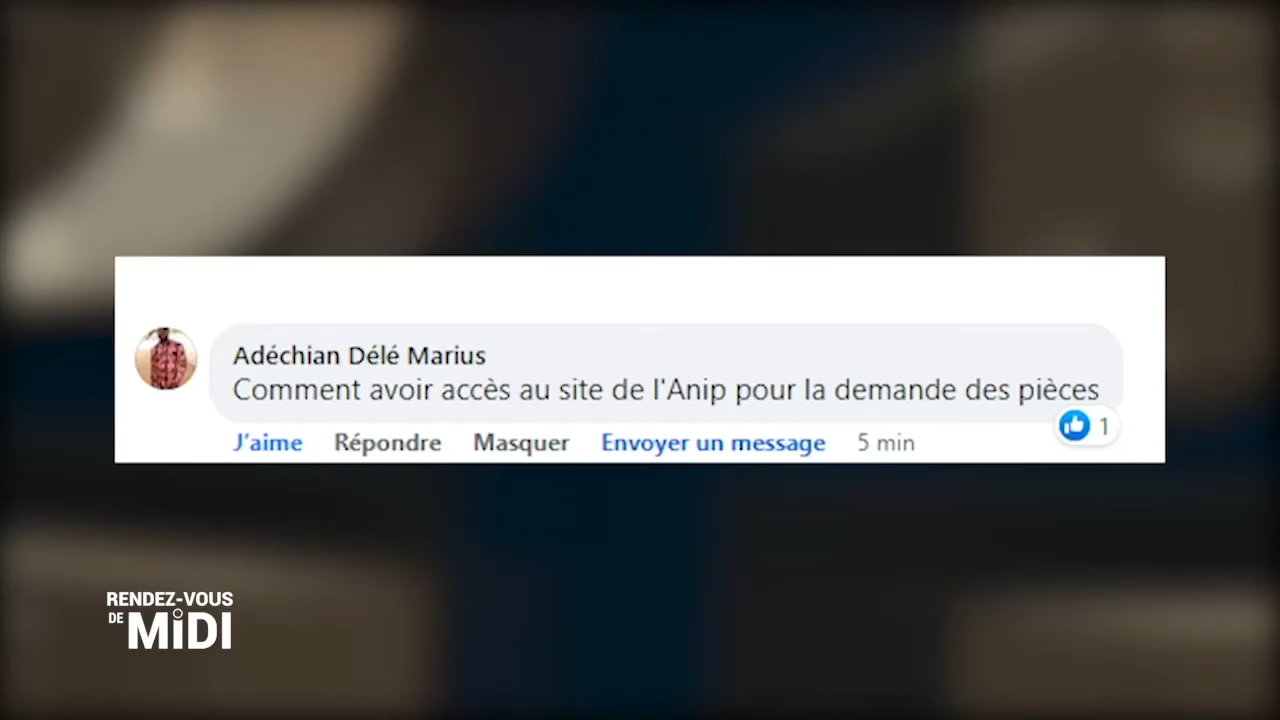 Adéchian Délé Marius
Comment avoir accès au site de l'Anip pour la demande des pièces
1
J'aime Répondre Masquer Envoyer un message 5 min
RENDEZ-VOUS
DE MiDI